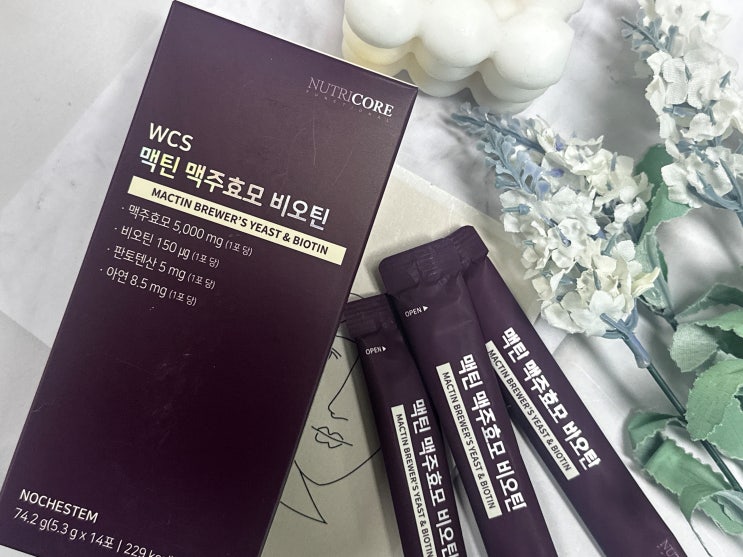 NUTRICORE
FUNCTIONAL
WCS
맥틴 맥주효모 비오틴
MACTIN BREWER'S YEAST & BIOTIN
· 맥주효모 5,000 mg (1포 당)
· 비오틴 150 μg (1포 당)
· 판토텐산 5 mg (1포 당)
· 아연 8.5 mg (1포 당)
NOCHESTEM
74.2 g(5.3 g x 14포 | 229
OPEN ▶
맥틴 맥주효모 비오틴
MACTIN BREWER'S YEAST & BIOTIN
OPEN ▶
맥틴 맥주효모 비오틴
MACTIN BREWER'S YEAST & BIOTIN
맥틴 맥주효모 비오틴
MACTIN BREWER'S YEAST & BIOTIN